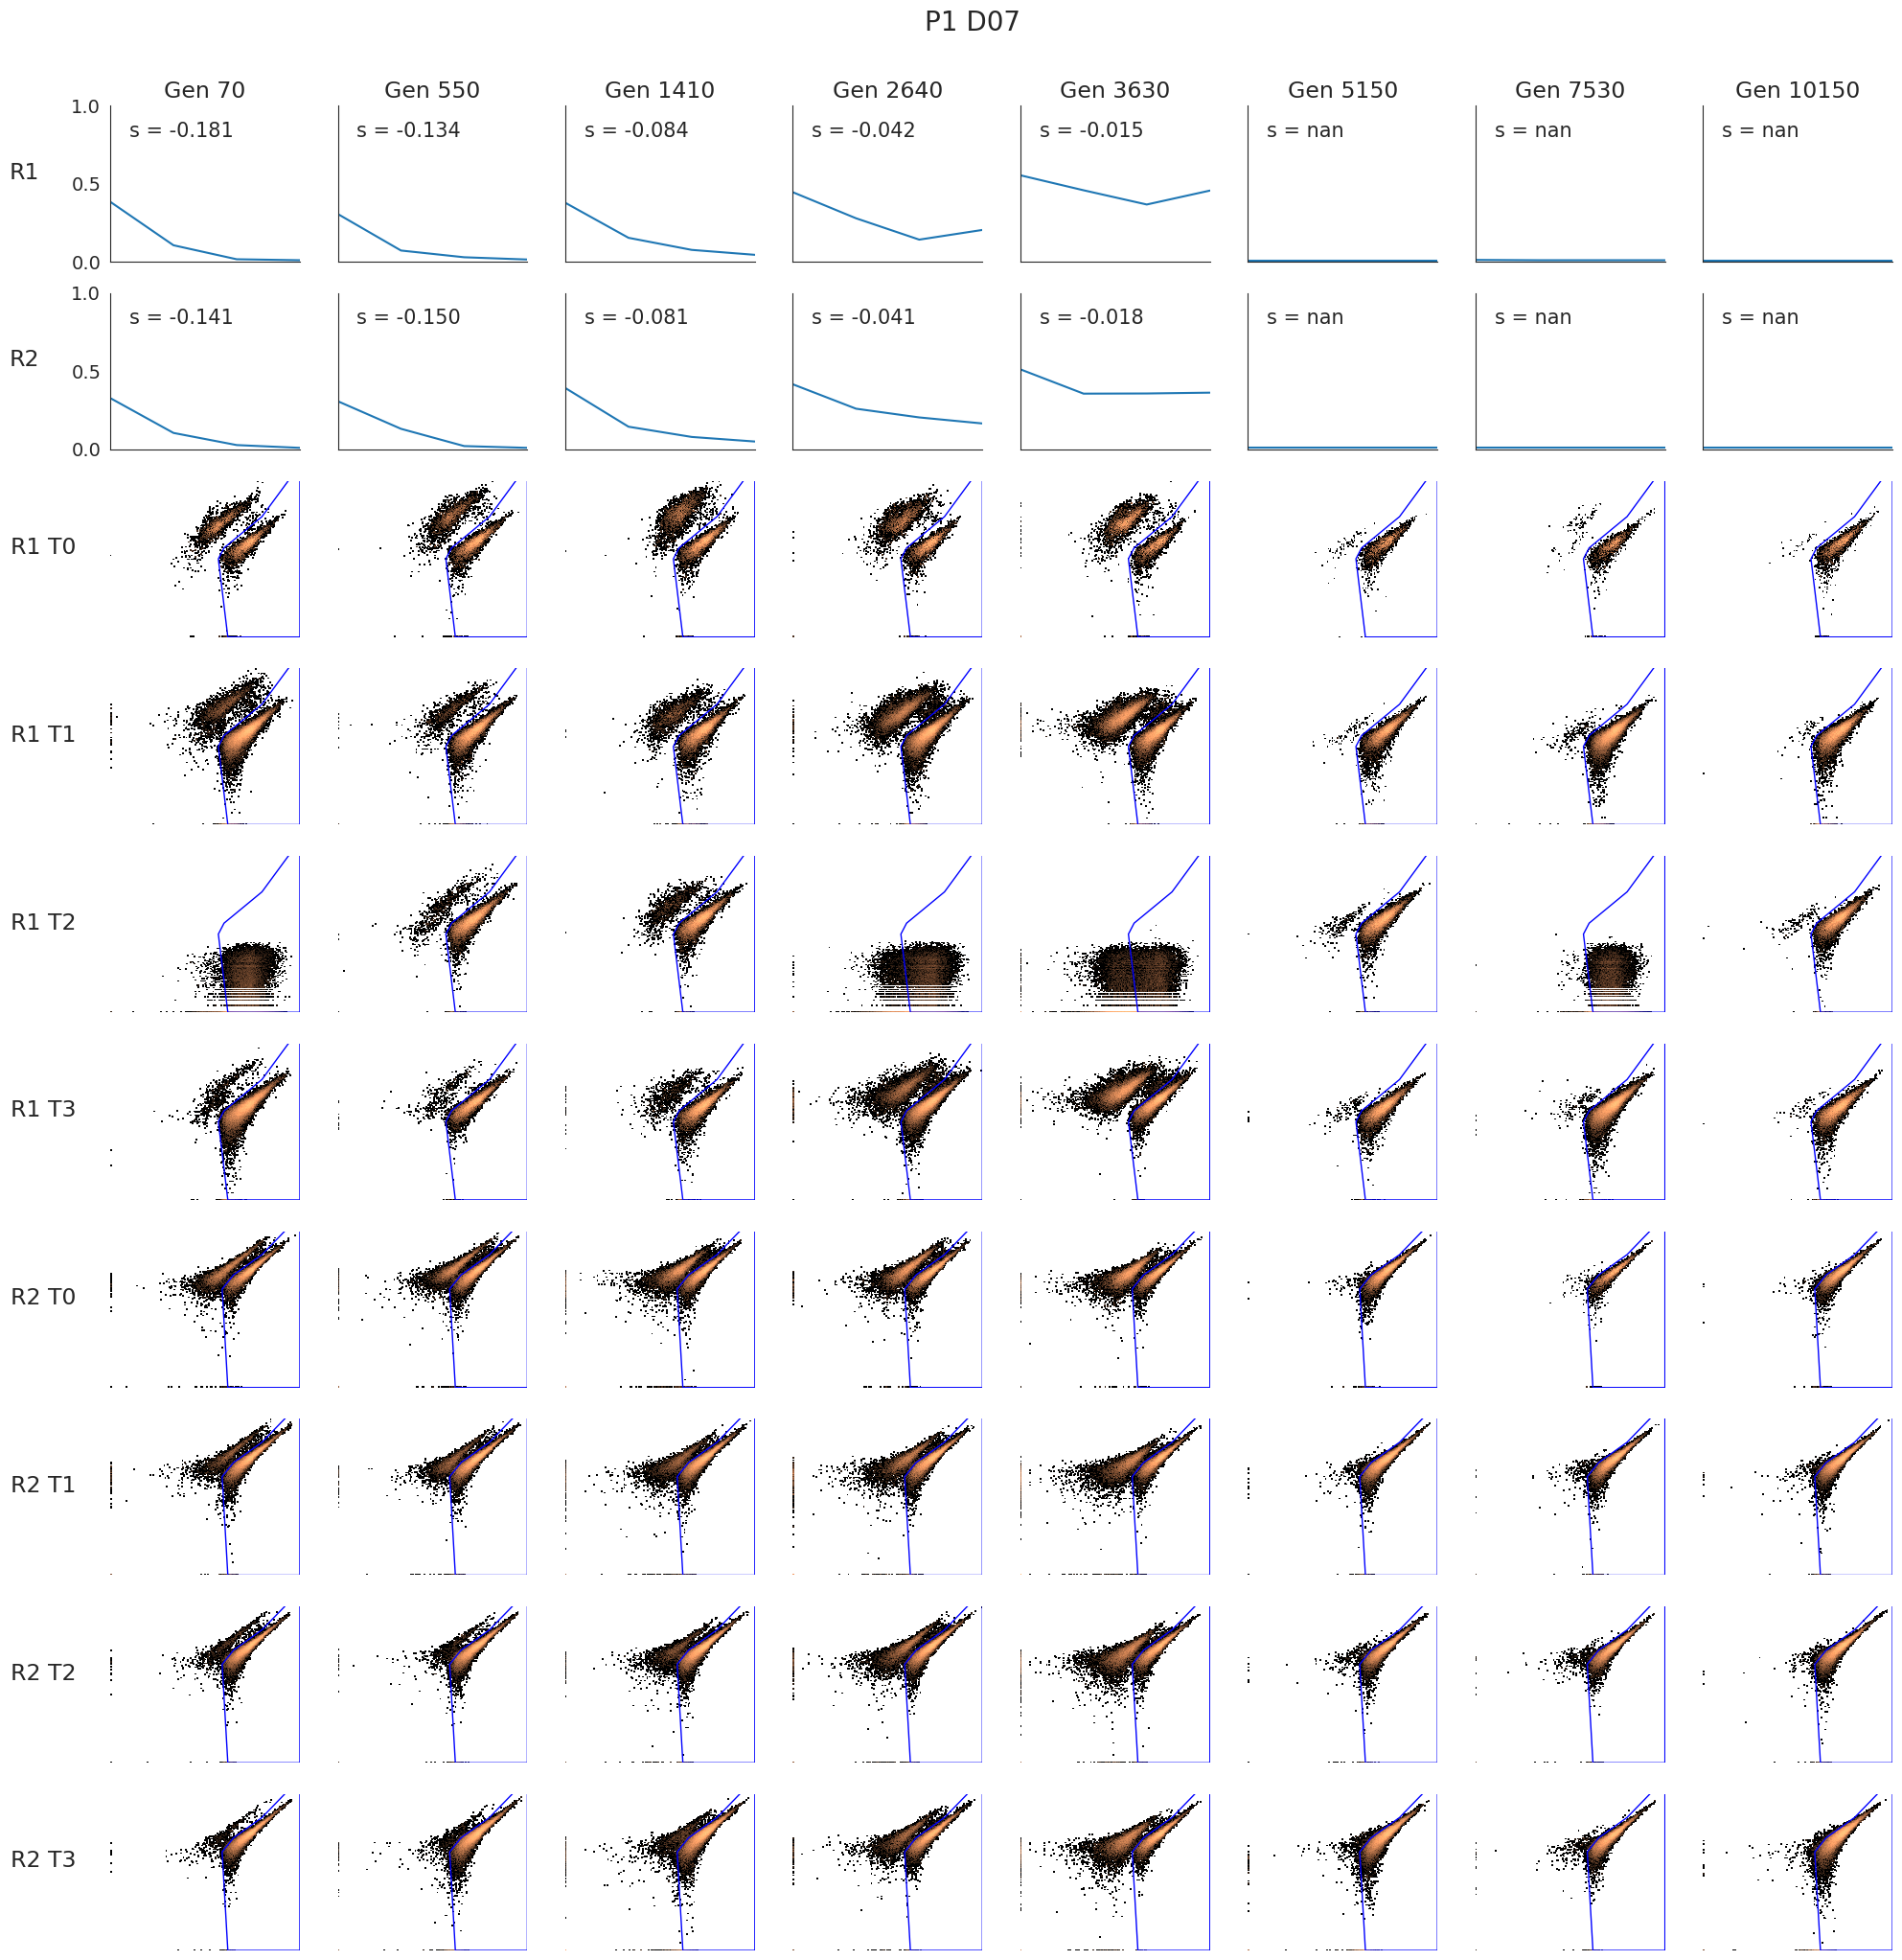 P1 D07
Gen 70 Gen 550 Gen 1410 Gen 2640 Gen 3630 Gen 5150 Gen 7530 Gen 10150
R1
1.0
0.5
0.0
s = -0.181 s = -0.134 s = -0.084 s = -0.042 s = -0.015 s = nan s = nan s = nan
R2
1.0
0.5
0.0
s = -0.141 s = -0.150 s = -0.081 s = -0.041 s = -0.018 s = nan s = nan s = nan
R1 T0
R1 T1
R1 T2
R1 T3
R2 T0
R2 T1
R2 T2
R2 T3